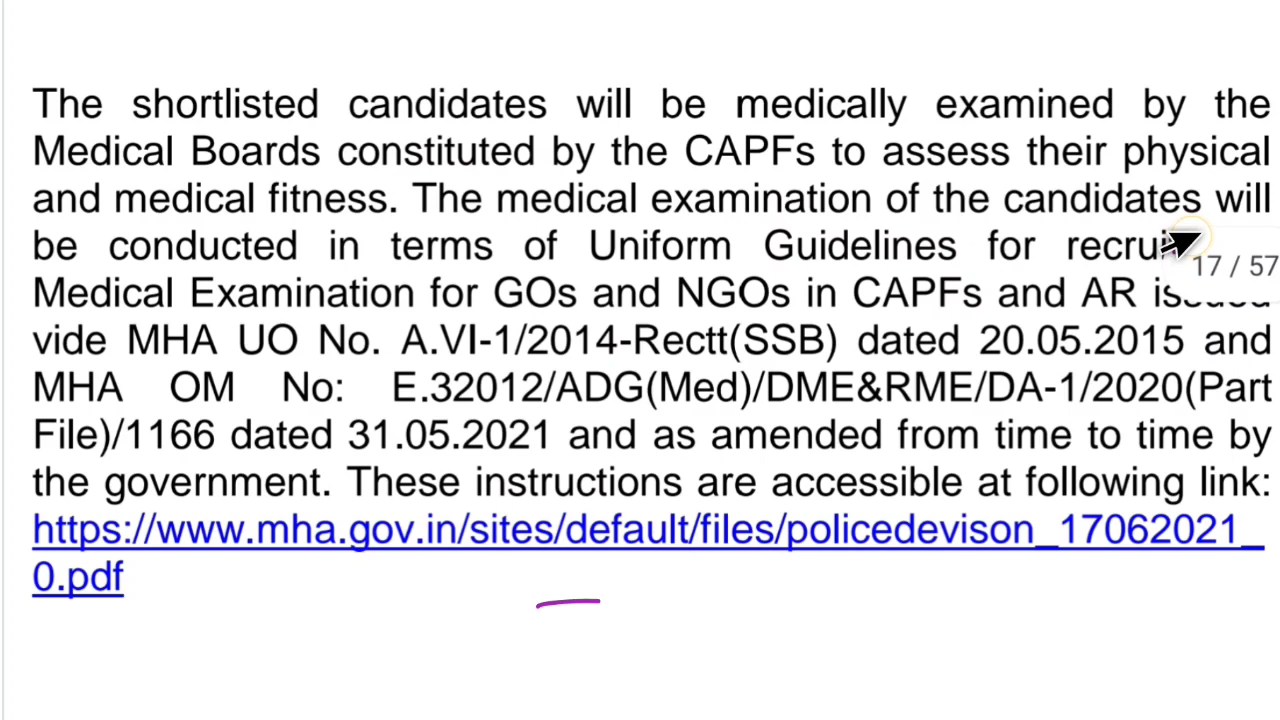 The shortlisted candidates will be medically examined by the
Medical Boards constituted by the CAPFs to assess their physical
and medical fitness. The medical examination of the candidates will
be conducted in terms of Uniform Guidelines for
17 / 57
Medical Examination for GOs and NGOs in CAPFs and AR issued
vide MHA UO No. A.VI-1/2014-Rectt(SSB) dated 20.05.2015 and
MHA OM No: E.32012/ADG(Med)/DME&RME/DA-1/2020(Part
File)/1166 dated 31.05.2021 and as amended from time to time by
the government. These instructions are accessible at following link:
https://www.mha.gov.in/sites/default/files/policedevison_17062021_
0.pdf